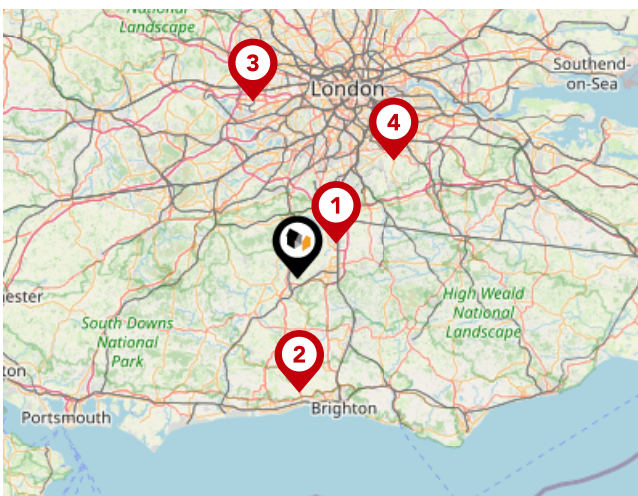 National
Landscape
3
Southend-
on-Sea
London
4
1
ester
High Weald
National
Landscape
South Downs
National
Park
2
ton
Brighton
Portsmouth